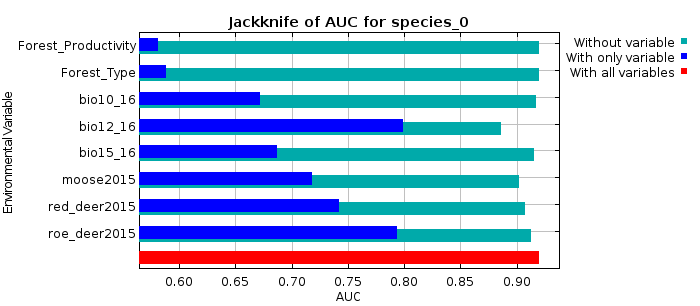 Jackknife of AUC for species_0
Environmental Variable
Forest_Productivity
Forest_Type
bio10_16
bio12_16
bio15_16
moose2015
red_deer2015
roe_deer2015
0.60 0.65 0.70 0.75 0.80 0.85 0.90
AUC
Without variable
With only variable
With all variables